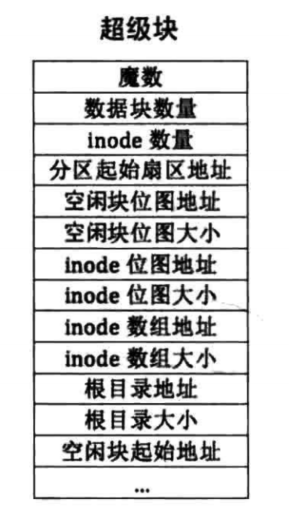 超级块
魔数
数据块数量
inode 数量
分区起始扇区地址
空闲块位图地址
空闲块位图大小
inode 位图地址
inode 位图大小
inode 数组地址
inode 数组大小
根目录地址
根目录大小
空闲块起始地址
...